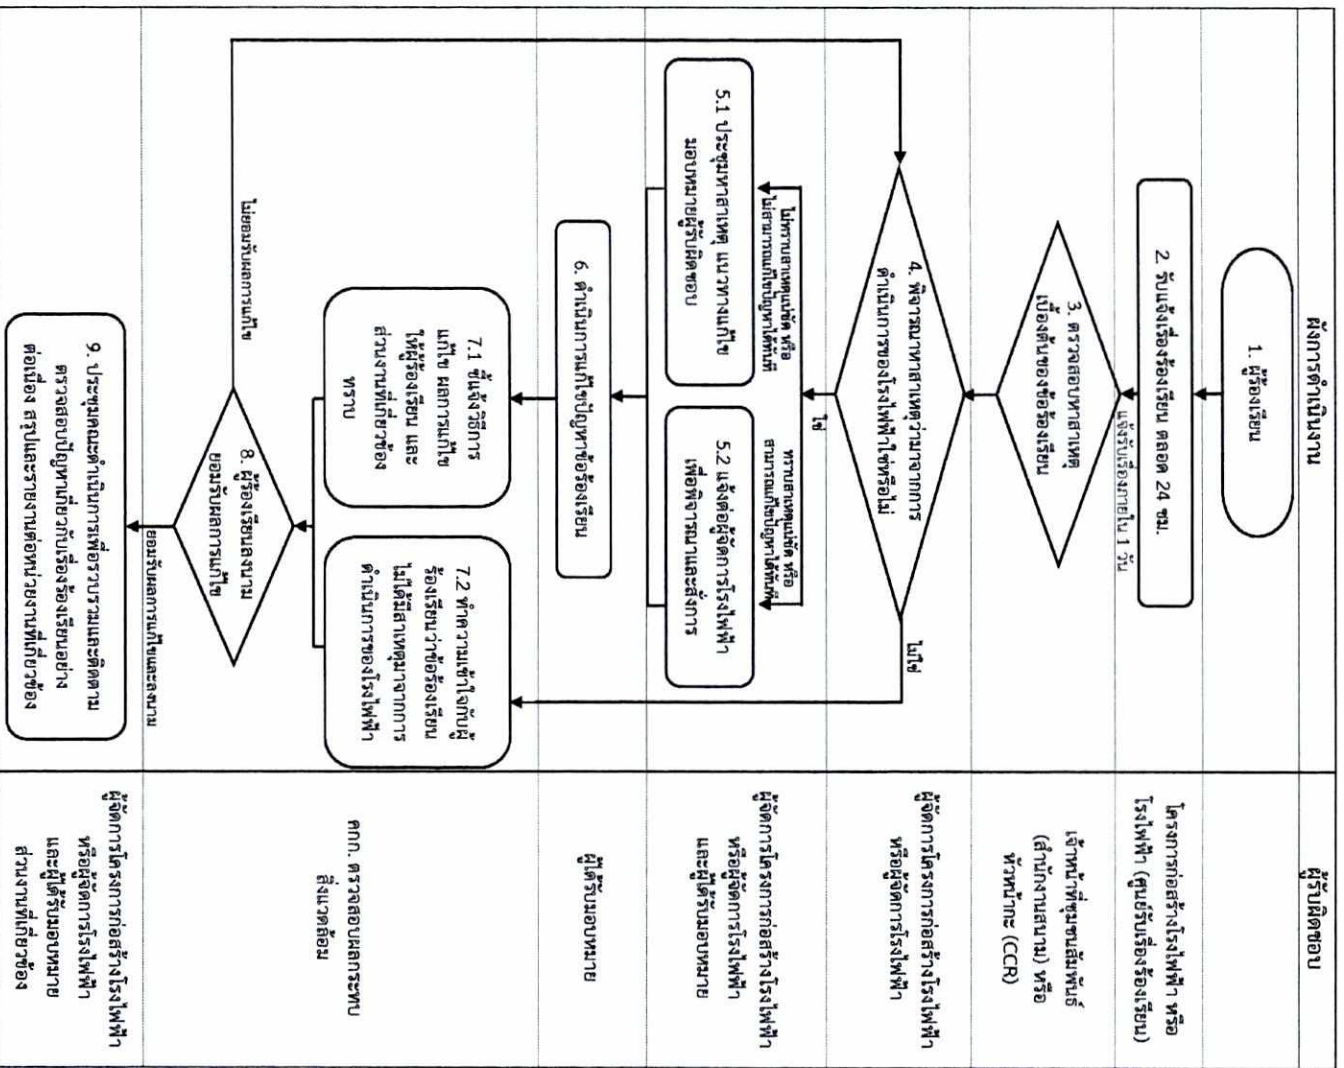 ผังการดำเนินงาน
ผู้รับผิดชอบ
1. ผู้ร้องเรียน
2. รับแจ้งเรื่องร้องเรียน ตลอด 24 ชม.
โครงการก่อสร้างโรงไฟฟ้า หรือ
โรงไฟฟ้า (ศูนย์รับเรื่องร้องเรียน)
แจ้งรับเรื่องภายใน 1 วัน
3. ตรวจสอบหาสาเหตุ
เบื้องต้นของข้อร้องเรียน
เจ้าหน้าที่ชุมชนสัมพันธ์
(สำนักงานสนาม) หรือ
หัวหน้ากะ (CCR)
4. พิจารณาหาสาเหตุว่ามาจากการ
ดำเนินการของโรงไฟฟ้าใช่หรือไม่
ไม่ใช่
ใช่
ผู้จัดการโครงการก่อสร้างโรงไฟฟ้า
หรือผู้จัดการโรงไฟฟ้า
ไม่ทราบสาเหตุแน่ชัด หรือ
ไม่สามารถแก้ไขปัญหาได้ทันที
ทราบสาเหตุแน่ชัด หรือ
สามารถแก้ไขปัญหาได้ทันที
5.1 ประชุมหาสาเหตุ แนวทางแก้ไข
มอบหมายผู้รับผิดชอบ
5.2 แจ้งต่อผู้จัดการโรงไฟฟ้า
เพื่อพิจารณาและสั่งการ
ผู้จัดการโครงการก่อสร้างโรงไฟฟ้า
หรือผู้จัดการโรงไฟฟ้า
และผู้ได้รับมอบหมาย
6. ดำเนินการแก้ไขปัญหาข้อร้องเรียน
ผู้ได้รับมอบหมาย
7.1 ชี้แจงวิธีการ
แก้ไข ผลการแก้ไข
ให้ผู้ร้องเรียน และ
ส่วนงานที่เกี่ยวข้อง
ทราบ
7.2 ทำความเข้าใจกับผู้
ร้องเรียนว่าข้อร้องเรียน
ไม่ได้มีสาเหตุมาจากการ
ดำเนินการของโรงไฟฟ้า
คกก. ตรวจสอบผลกระทบ
สิ่งแวดล้อม
8. ผู้ร้องเรียนลงนาม
ยอมรับผลการแก้ไข
ไม่ยอมรับผลการแก้ไข
ยอมรับผลการแก้ไขและลงนาม
9. ประชุมคณะดำเนินการเพื่อรวบรวมและติดตาม
ตรวจสอบปัญหาเกี่ยวกับเรื่องร้องเรียนอย่าง
ต่อเนื่อง สรุปและรายงานต่อหน่วยงานที่เกี่ยวข้อง
ผู้จัดการโครงการก่อสร้างโรงไฟฟ้า
หรือผู้จัดการโรงไฟฟ้า
และผู้ได้รับมอบหมาย
ส่วนงานที่เกี่ยวข้อง